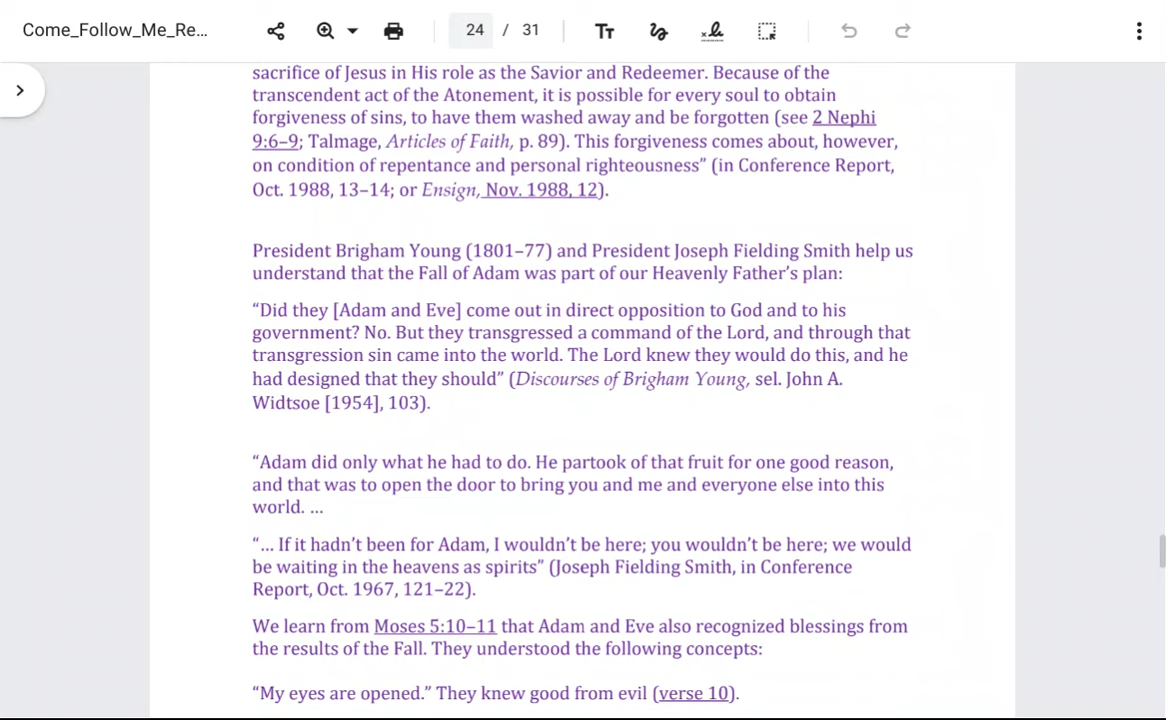 Come_Follow_Me_Re...
24 / 31
sacrifice of Jesus in His role as the Savior and Redeemer. Because of the
transcendent act of the Atonement, it is possible for every soul to obtain
forgiveness of sins, to have them washed away and be forgotten (see 2 Nephi
9:6–9; Talmage, Articles of Faith, p. 89). This forgiveness comes about, however,
on condition of repentance and personal righteousness” (in Conference Report,
Oct. 1988, 13–14; or Ensign, Nov. 1988, 12).
President Brigham Young (1801–77) and President Joseph Fielding Smith help us
understand that the Fall of Adam was part of our Heavenly Father’s plan:
“Did they [Adam and Eve] come out in direct opposition to God and to his
government? No. But they transgressed a command of the Lord, and through that
transgression sin came into the world. The Lord knew they would do this, and he
had designed that they should” (Discourses of Brigham Young, sel. John A.
Widtsoe [1954], 103).
“Adam did only what he had to do. He partook of that fruit for one good reason,
and that was to open the door to bring you and me and everyone else into this
world. ...
“... If it hadn’t been for Adam, I wouldn’t be here; you wouldn’t be here; we would
be waiting in the heavens as spirits” (Joseph Fielding Smith, in Conference
Report, Oct. 1967, 121–22).
We learn from Moses 5:10–11 that Adam and Eve also recognized blessings from
the results of the Fall. They understood the following concepts:
“My eyes are opened.” They knew good from evil (verse 10).